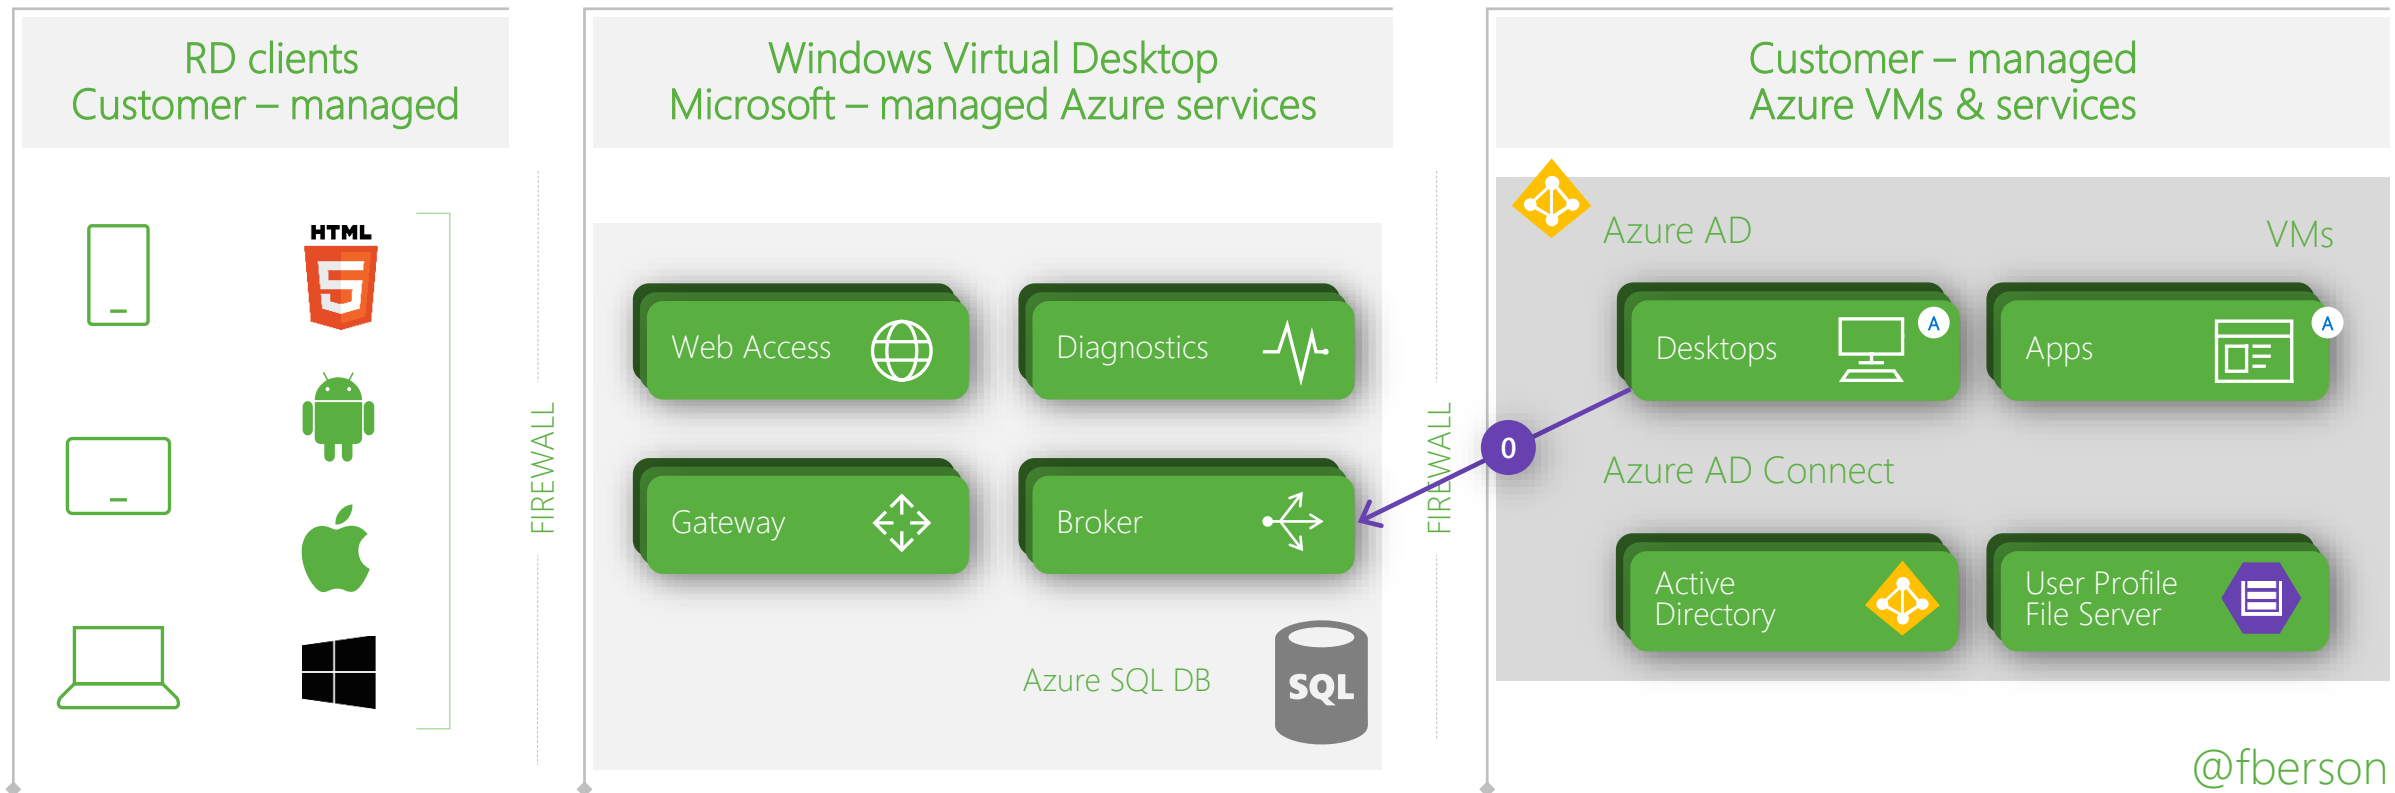 RD clients
Customer – managed
Windows Virtual Desktop
Microsoft – managed Azure services
Customer – managed
Azure VMs & services
HTML
5
FIREWALL
Web Access
Diagnostics
Gateway
Broker
Azure SQL DB
SQL
FIREWALL
0
Azure AD
VMs
Desktops
A
Apps
A
Azure AD Connect
Active
Directory
User Profile
File Server
@fberson